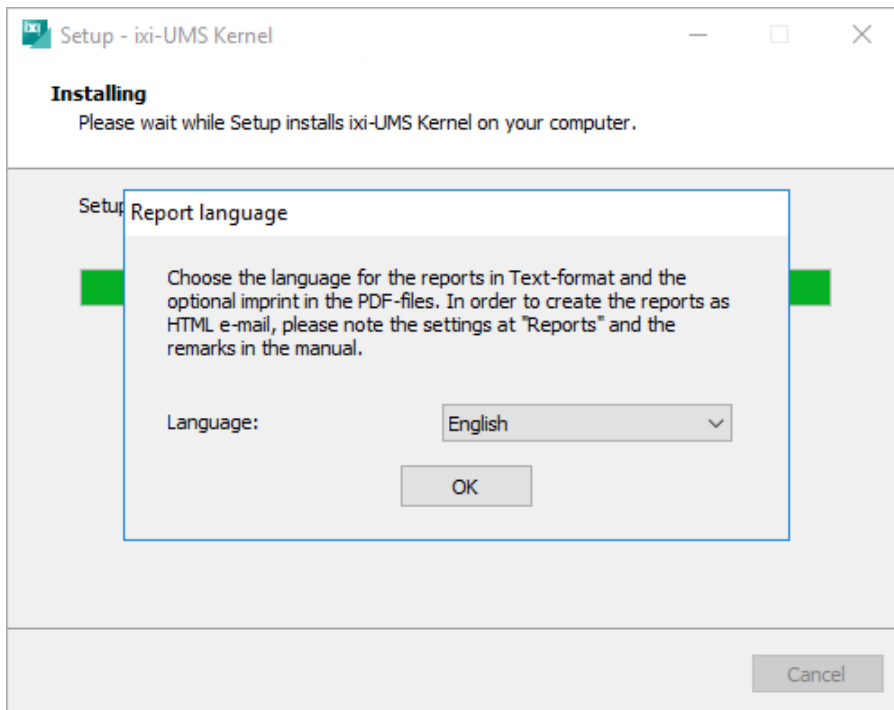 ixi
Setup - ixi-UMS Kernel
Installing
Please wait while Setup installs ixi-UMS Kernel on your computer.
Setup
Report language
Choose the language for the reports in Text-format and the
optional imprint in the PDF-files. In order to create the reports as
HTML e-mail, please note the settings at "Reports" and the
remarks in the manual.
Language:
English
OK
Cancel